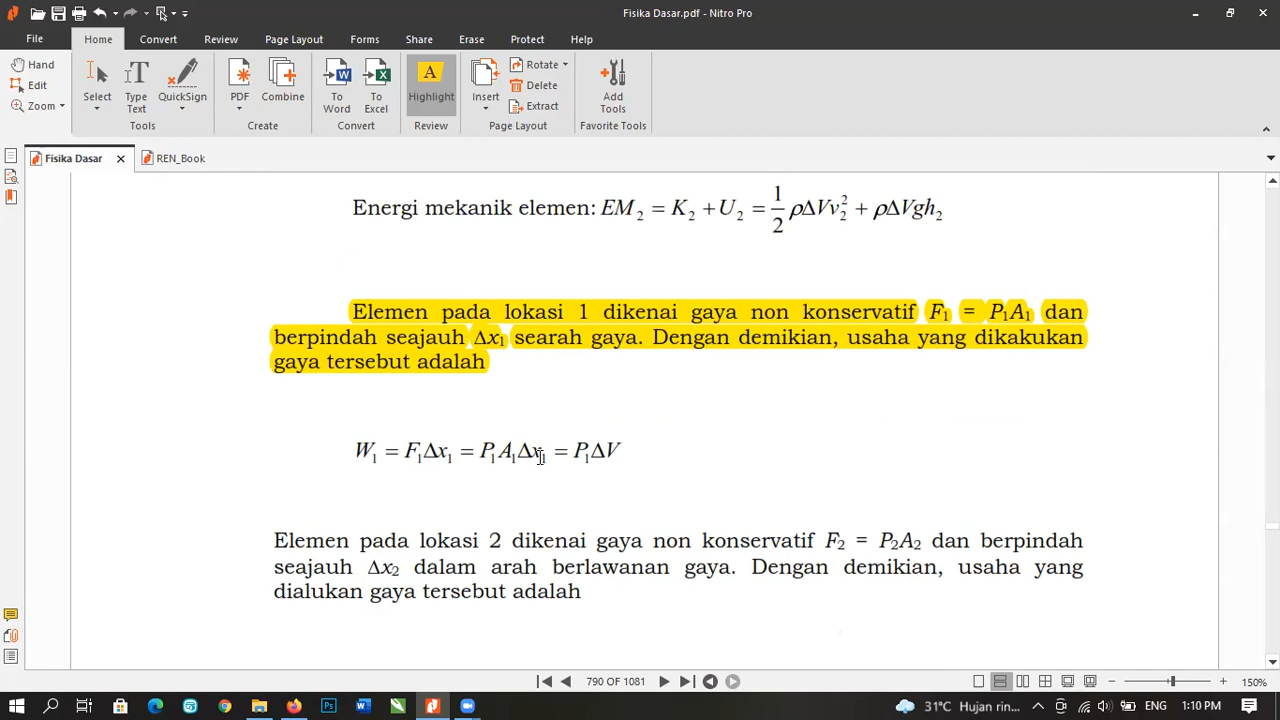 Fisika Dasar.pdf - Nitro Pro
File Home Convert Review Page Layout Forms Share Erase Protect Help
Hand
Edit
Zoom
Select
Type Text
QuickSign
Tools
PDF
Combine
Create
To Word
To Excel
Convert
Highlight
Review
Insert
Rotate
Delete
Extract
Page Layout
Add Tools
Favorite Tools
Fisika Dasar REN_Book
Energi mekanik elemen: EM₂ = K₂ + U₂ = 1/2 ρΔVv₂² + ρΔVgh₂
Elemen pada lokasi 1 dikenai gaya non konservatif F₁ = P₁A₁ dan
berpindah seajauh Δx₁ searah gaya. Dengan demikian, usaha yang dikakukan
gaya tersebut adalah
W₁ = F₁Δx₁ = P₁A₁Δx₁ = P₁ΔV
Elemen pada lokasi 2 dikenai gaya non konservatif F₂ = P₂A₂ dan berpindah
seajauh Δx₂ dalam arah berlawanan gaya. Dengan demikian, usaha yang
dialukan gaya tersebut adalah
790 OF 1081
150%
31°C Hujan rin... ENG 1:10 PM